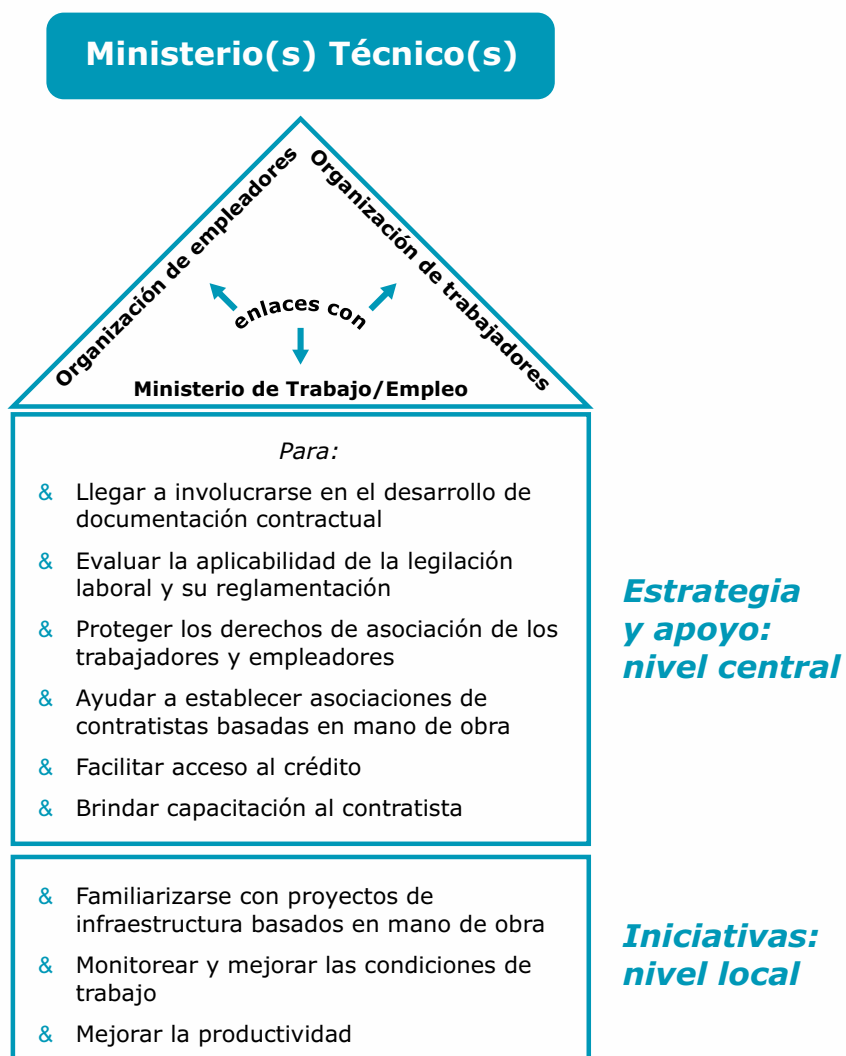 Ministerio(s) Técnico(s)
Organización de empleadores
Organización de trabajadores
enlaces con
Ministerio de Trabajo/Empleo
Para:
& Llegar a involucrarse en el desarrollo de
documentación contractual
& Evaluar la aplicabilidad de la legilación
laboral y su reglamentación
& Proteger los derechos de asociación de los
trabajadores y empleadores
& Ayudar a establecer asociaciones de
contratistas basadas en mano de obra
& Facilitar acceso al crédito
& Brindar capacitación al contratista
Estrategia
y apoyo:
nivel central
& Familiarizarse con proyectos de
infraestructura basados en mano de obra
& Monitorear y mejorar las condiciones de
trabajo
& Mejorar la productividad
Iniciativas:
nivel local